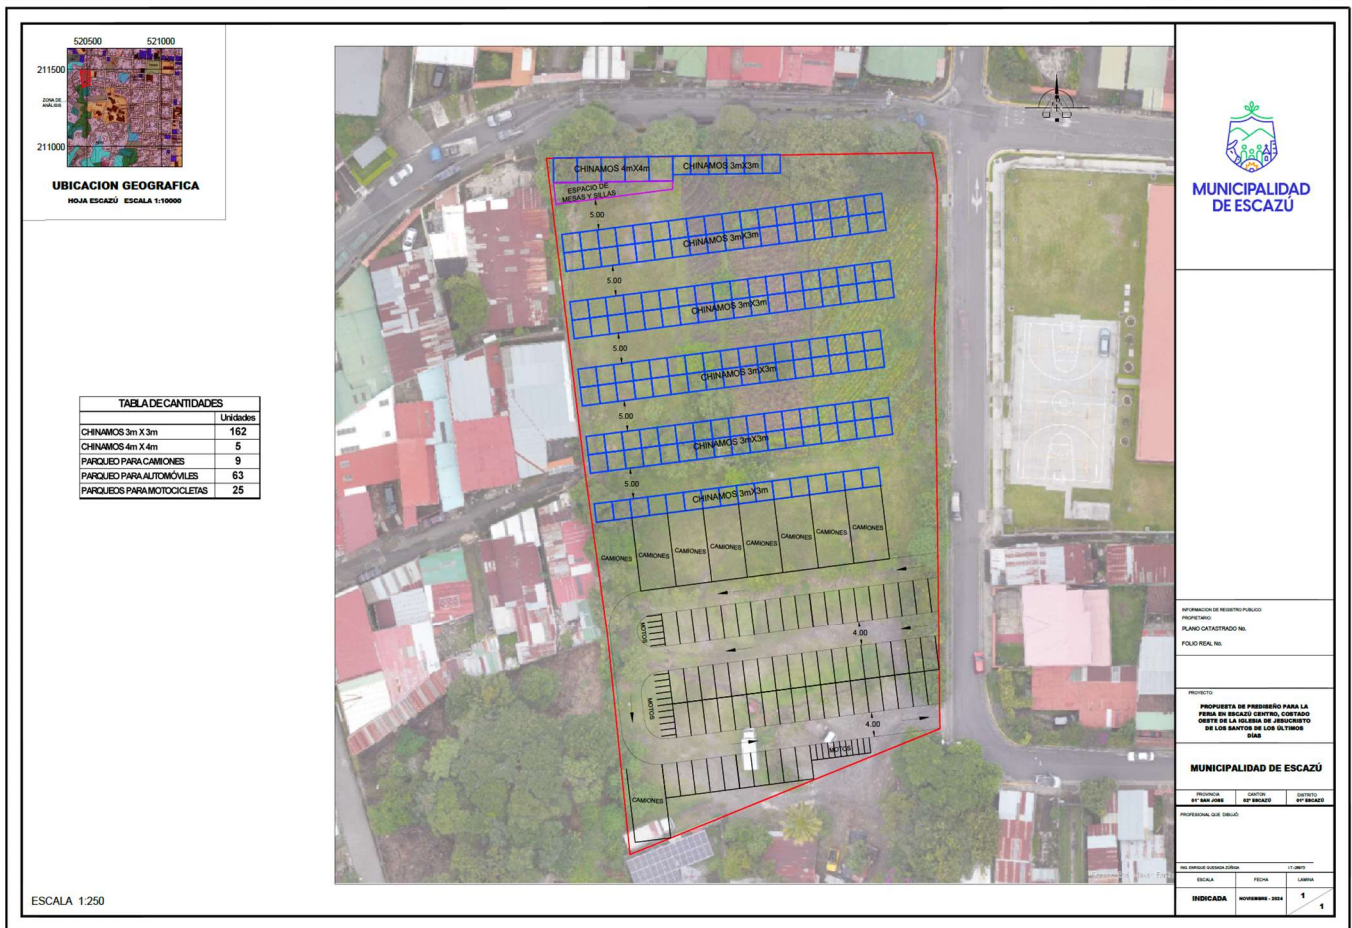 520500 521000
211500
ZONA DE
ANÁLISIS
211000
UBICACION GEOGRAFICA
HOJA ESCAZÚ ESCALA 1:10000
TABLA DE CANTIDADES
Unidades
CHINAMOS 3m X 3m 162
CHINAMOS 4m X 4m 5
PARQUEO PARA CAMIONES 9
PARQUEO PARA AUTOMÓVILES 63
PARQUEOS PARA MOTOCICLETAS 25
ESCALA 1:250
CHINAMOS 4mX4m
CHINAMOS 3mX3m
ESPACIO DE
MESAS Y SILLAS
5.00
CHINAMOS 3mX3m
5.00
CHINAMOS 3mX3m
5.00
CHINAMOS 3mX3m
5.00
CHINAMOS 3mX3m
5.00
CHINAMOS 3mX3m
CAMIONES
CAMIONES
CAMIONES
CAMIONES
CAMIONES
CAMIONES
CAMIONES
CAMIONES
MOTOS
4.00
MOTOS
4.00
MOTOS
CAMIONES
MUNICIPALIDAD
DE ESCAZÚ
INFORMACION DE REGISTRO PUBLICO:
PROPIETARIO:
PLANO CATASTRADO No.
FOLIO REAL No.
PROYECTO:
PROPUESTA DE PREDISEÑO PARA LA
FERIA EN ESCAZÚ CENTRO, COSTADO
OESTE DE LA IGLESIA DE JESUCRISTO
DE LOS SANTOS DE LOS ÚLTIMOS
DÍAS
MUNICIPALIDAD DE ESCAZÚ
PROVINCIA CANTON DISTRITO
01° SAN JOSE 02° ESCAZÚ 01° ESCAZÚ
PROFESIONAL QUE DIBUJÓ:
ING. ENRIQUE QUESADA ZÚÑIGA
ESCALA FECHA LAMINA
INDICADA NOVIEMBRE - 2024 1
1